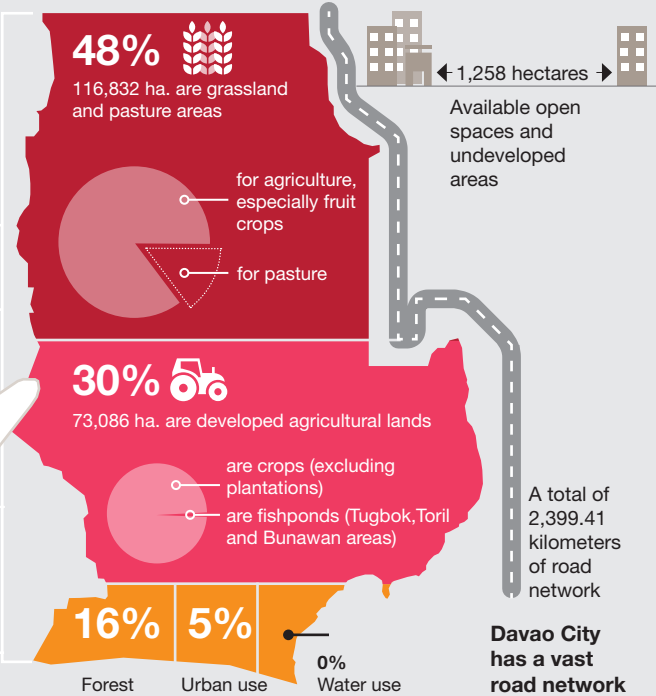 48%
116,832 ha. are grassland
and pasture areas
for agriculture,
especially fruit
crops
for pasture
1,258 hectares
Available open
spaces and
undeveloped
areas
30%
73,086 ha. are developed agricultural lands
are crops (excluding
plantations)
are fishponds (Tugbok,Toril
and Bunawan areas)
A total of
2,399.41
kilometers
of road
network
Davao City
has a vast
road network
16%
Forest
5%
Urban use
0%
Water use